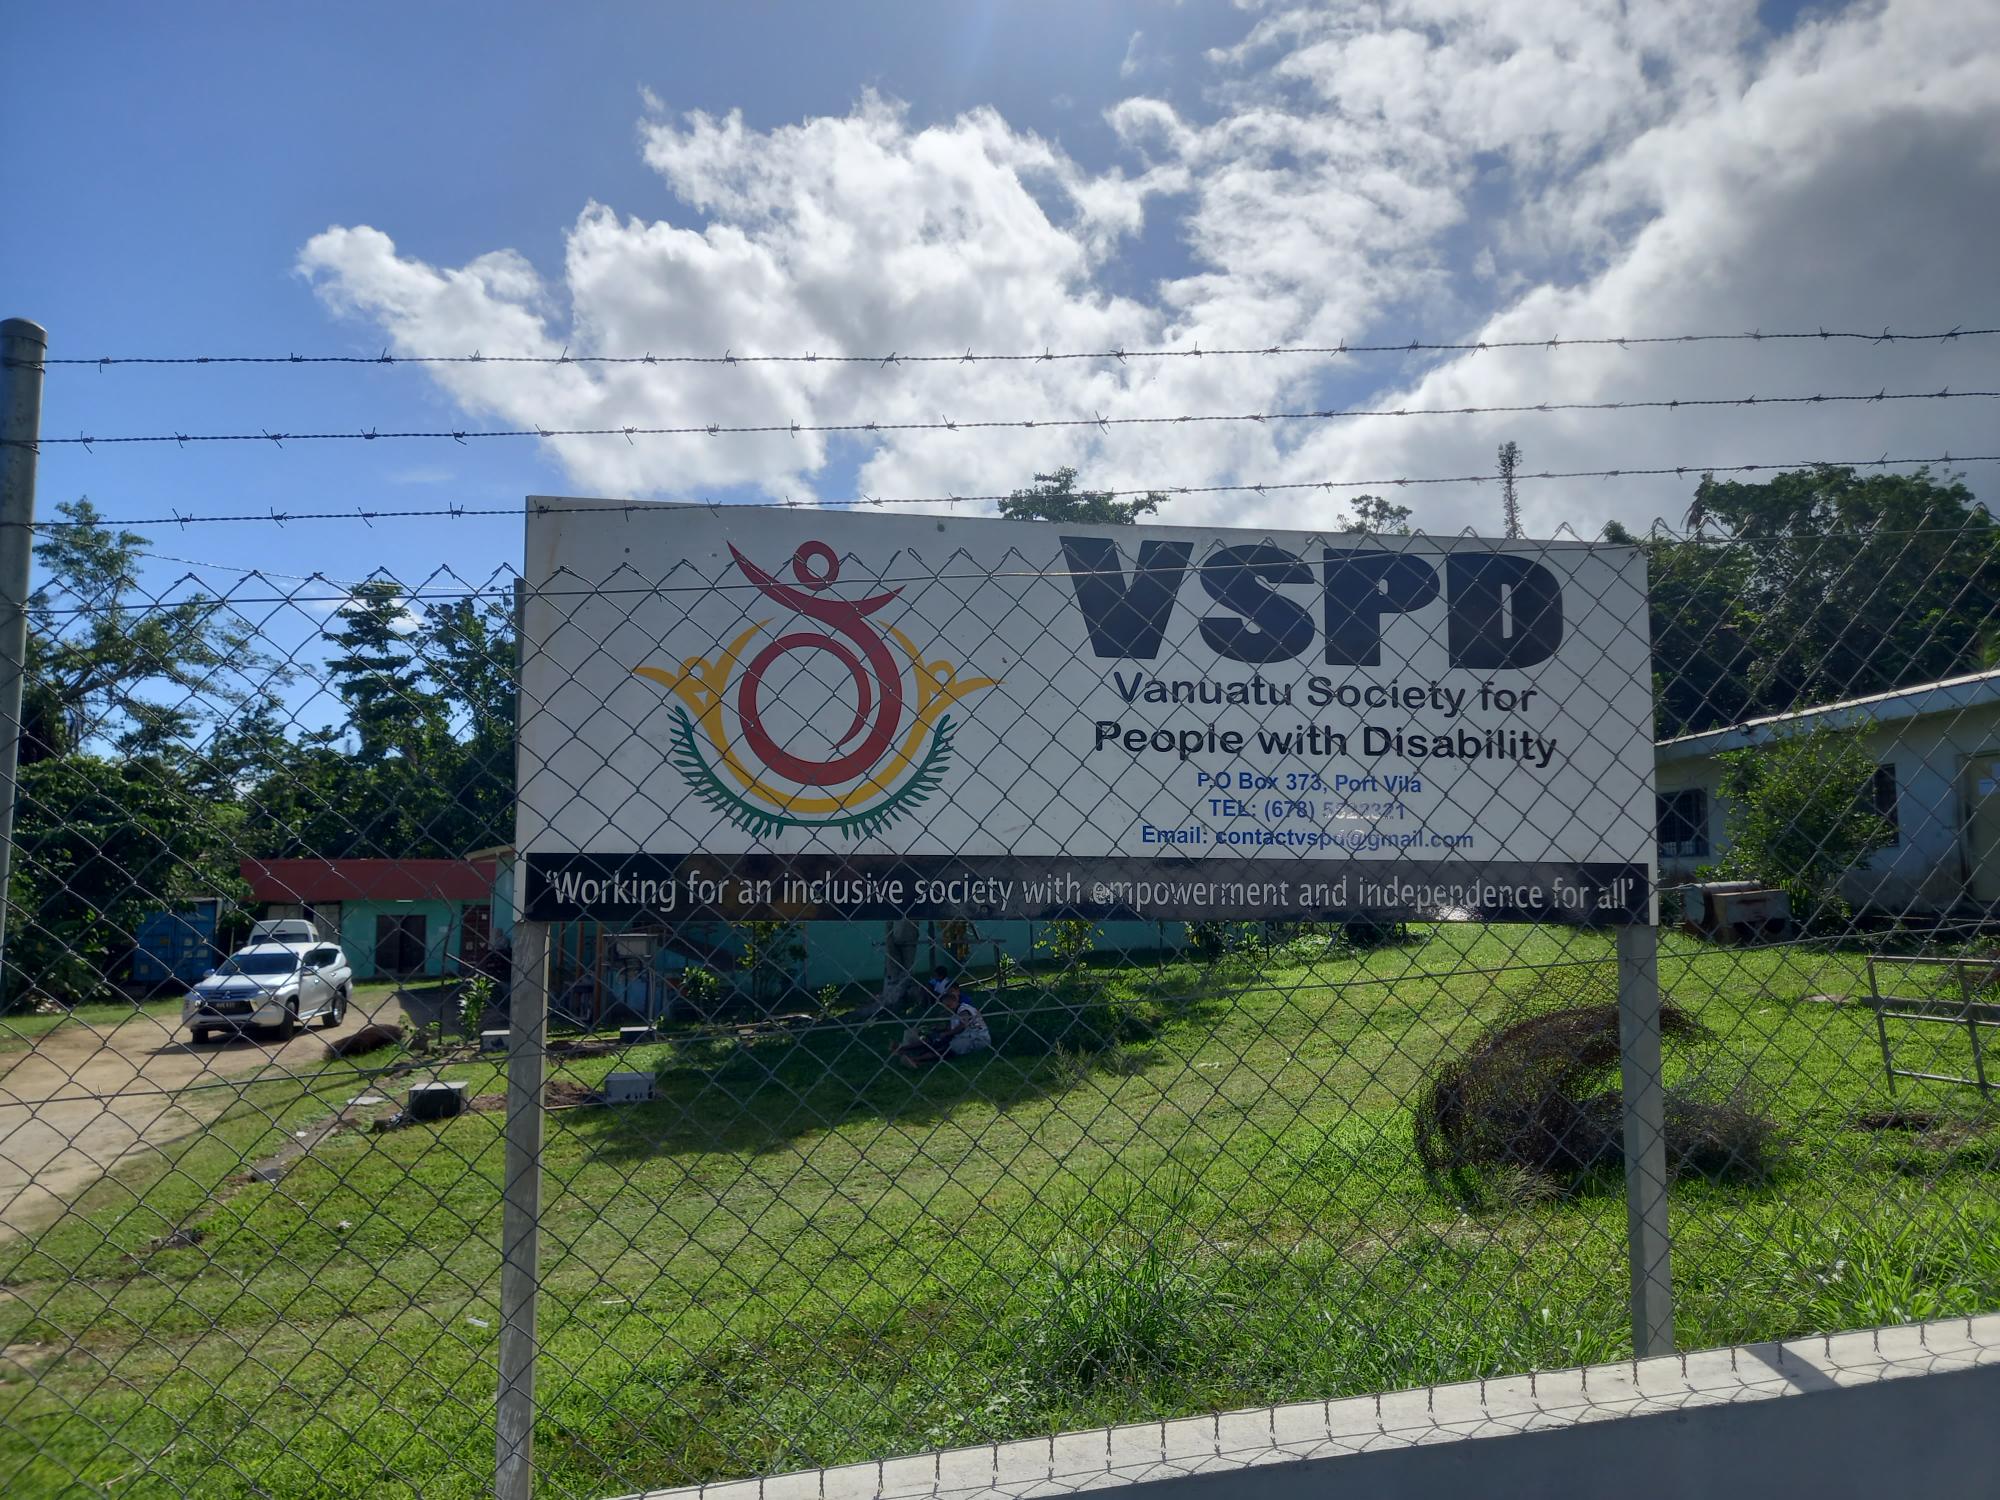 VSPD
Vanuatu Society for
People with Disability
P.O Box 373, Port Vila
TEL: (678)
Email: contactvspd@gmail.com
'Working for an inclusive society with empowerment and independence for all'